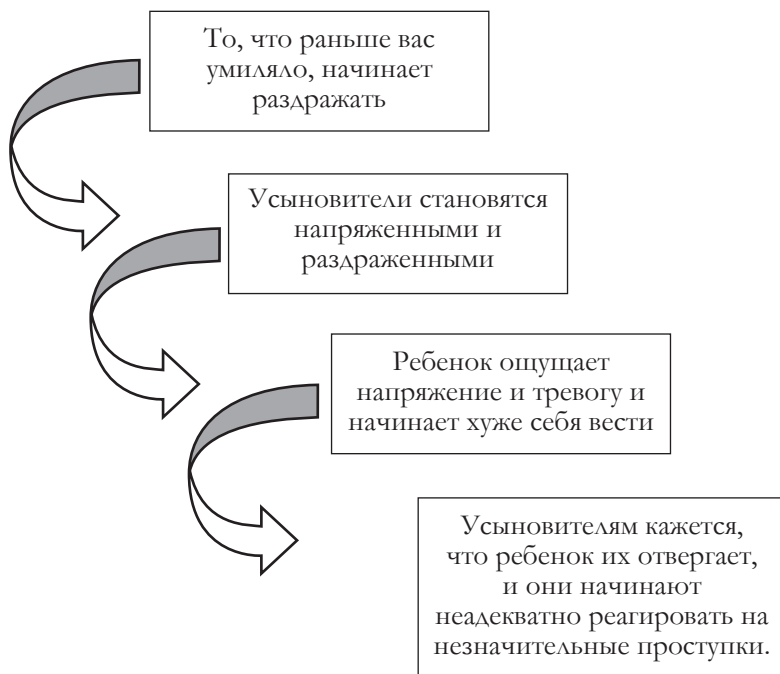 То, что раньше вас
умиляло, начинает
раздражать
Усыновители становятся
напряженными и
раздраженными
Ребенок ощущает
напряжение и тревогу и
начинает хуже себя вести
Усыновителям кажется,
что ребенок их отвергает,
и они начинают
неадекватно реагировать на
незначительные проступки.